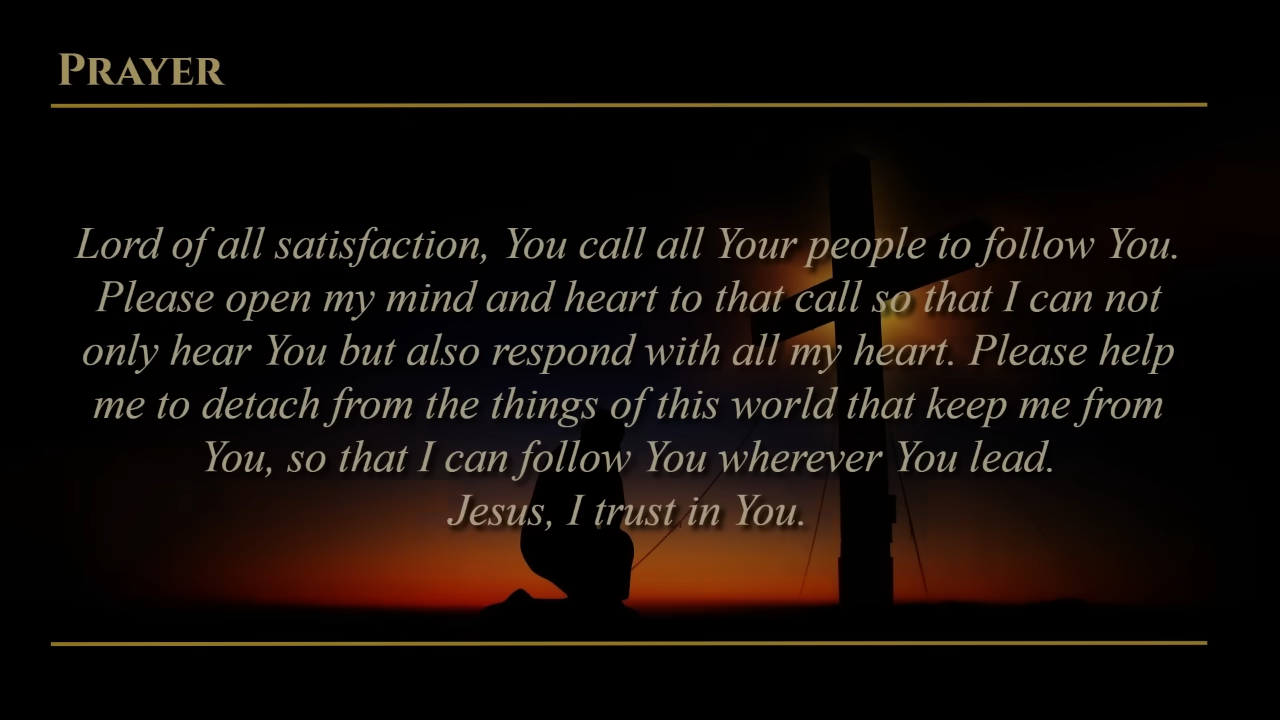 PRAYER
Lord of all satisfaction, You call all Your people to follow You.
Please open my mind and heart to that call so that I can not
only hear You but also respond with all my heart. Please help
me to detach from the things of this world that keep me from
You, so that I can follow You wherever You lead.
Jesus, I trust in You.